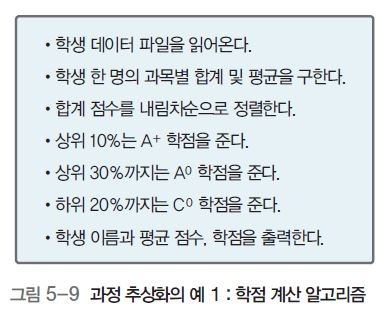 • 학생 데이터 파일을 읽어온다.
• 학생 한 명의 과목별 합계 및 평균을 구한다.
• 합계 점수를 내림차순으로 정렬한다.
• 상위 10%는 A+ 학점을 준다.
• 상위 30%까지는 A0 학점을 준다.
• 하위 20%까지는 C0 학점을 준다.
• 학생 이름과 평균 점수, 학점을 출력한다.
그림 5-9 과정 추상화의 예 1 : 학점 계산 알고리즘